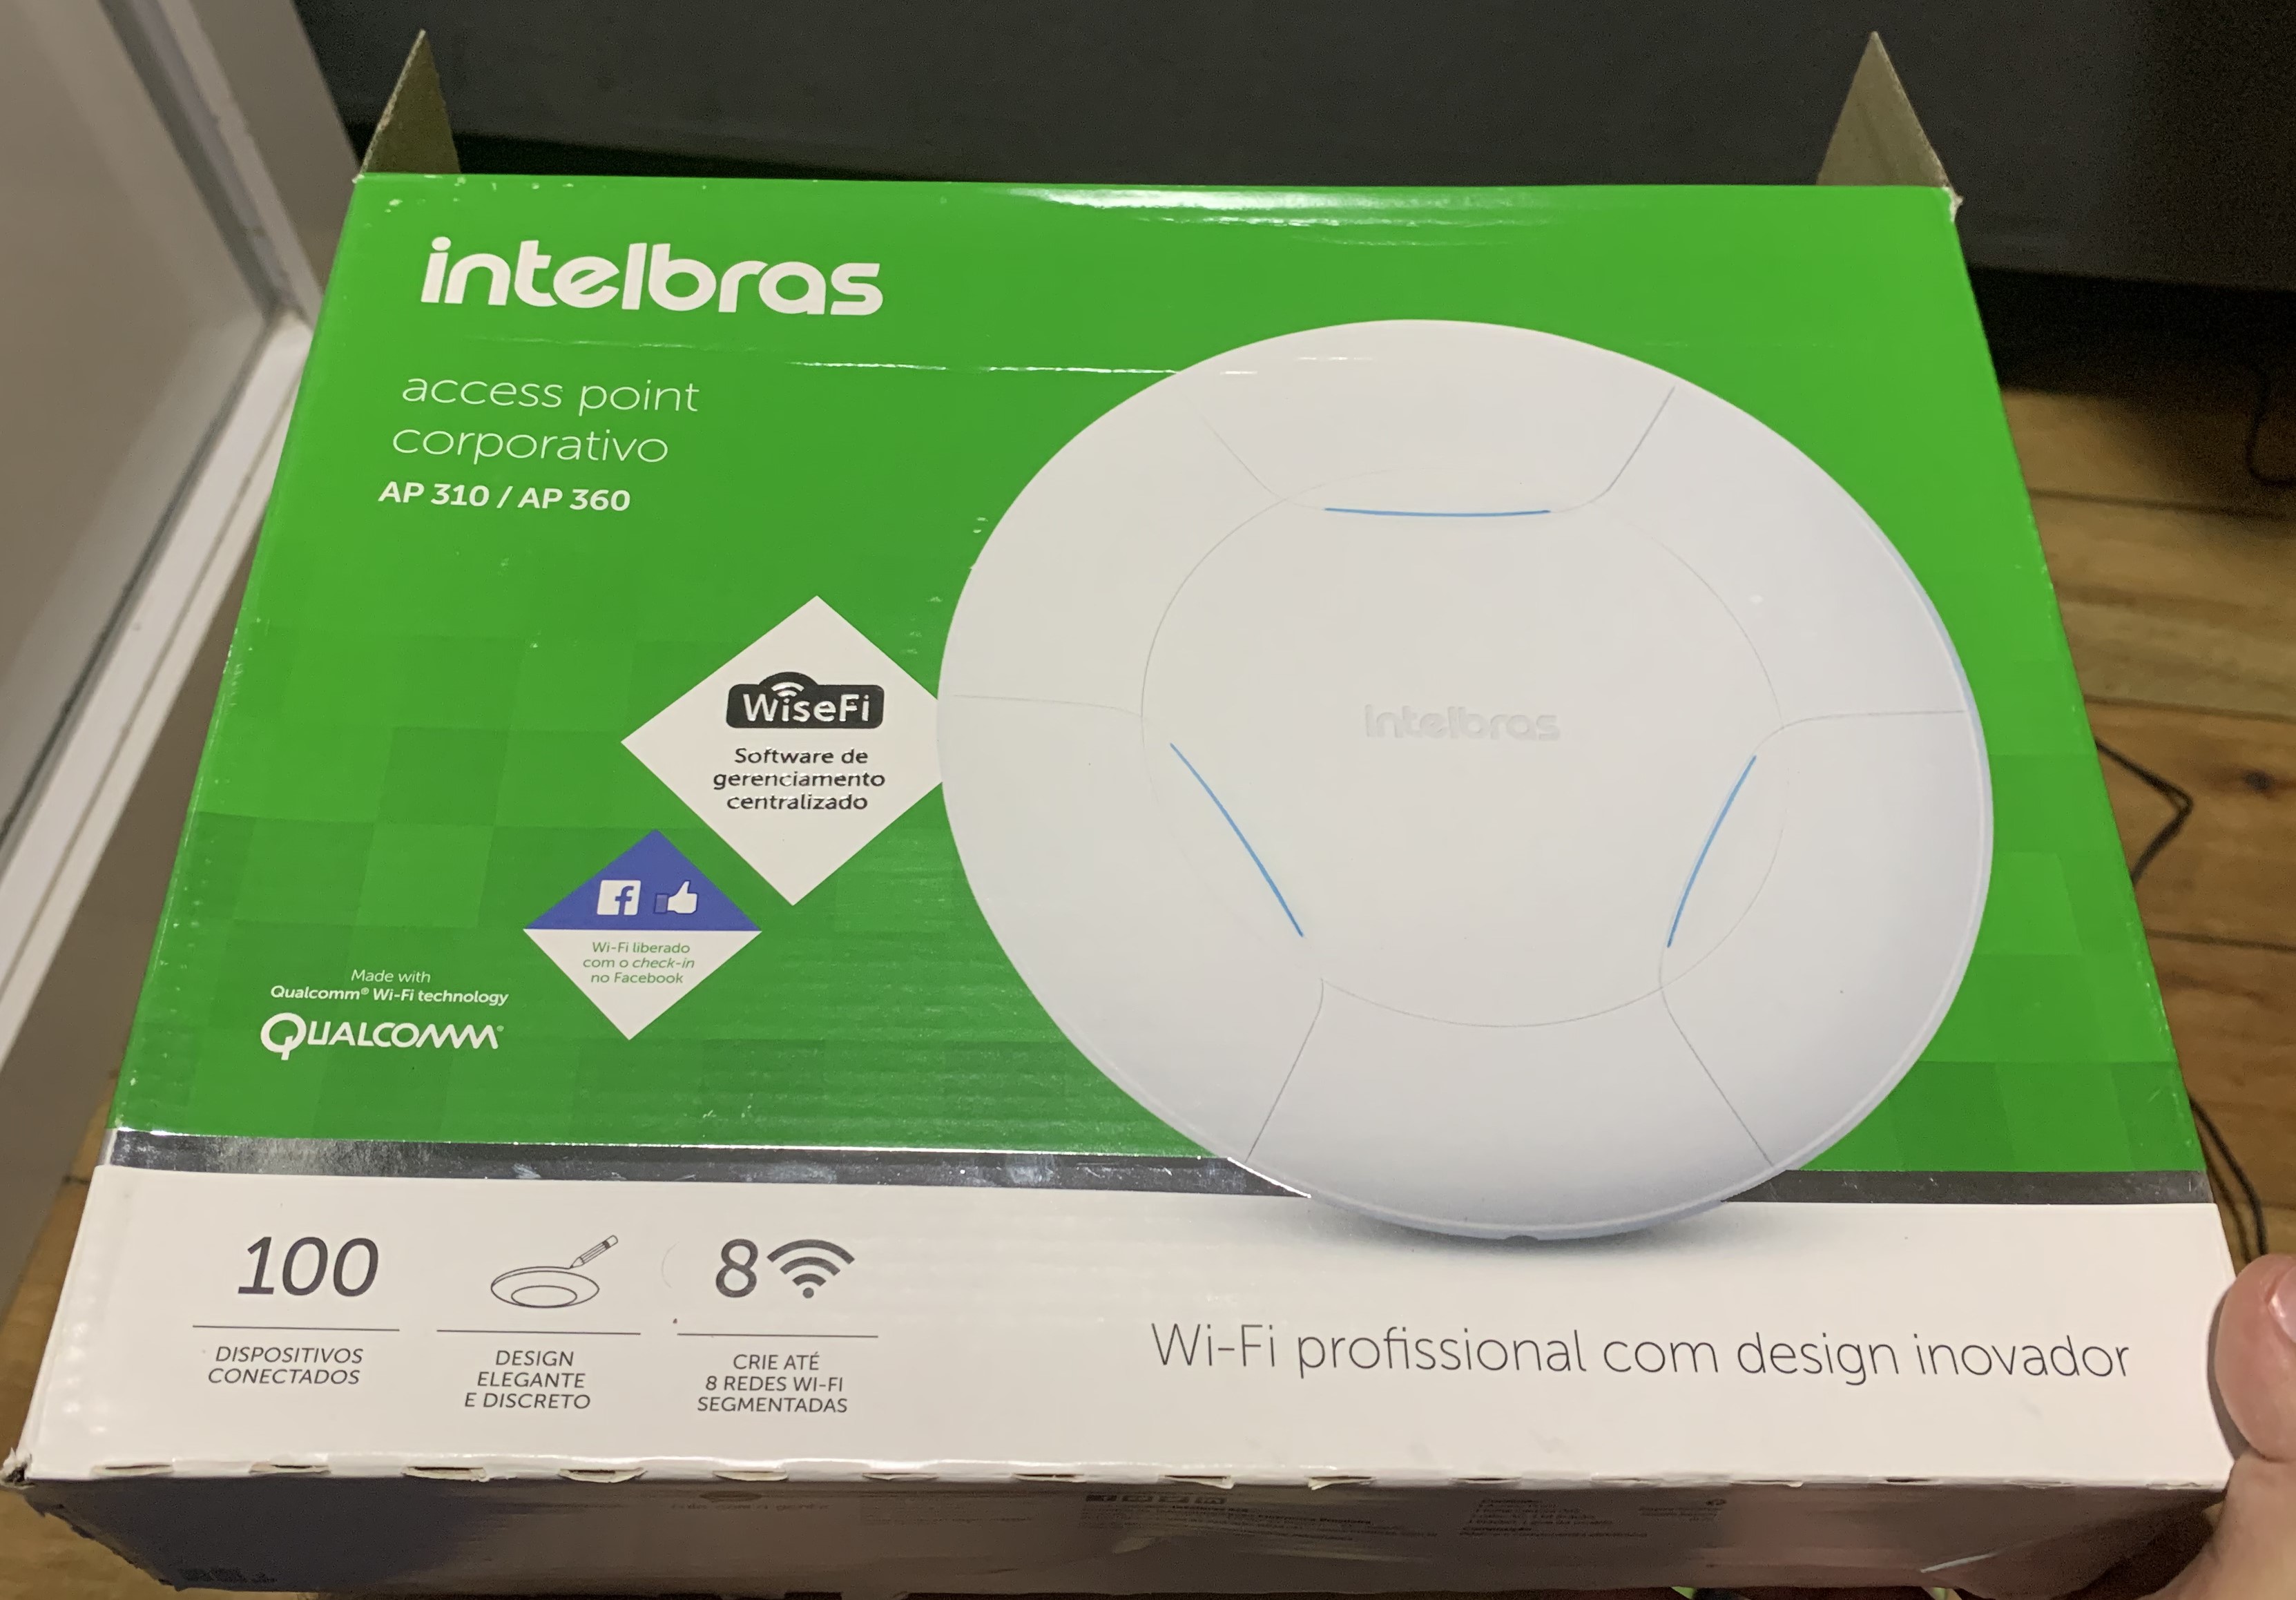 intelbras
access point
corporativo
AP 310 / AP 360
intelbras
WiseFi
Software de
gerenciamento
centralizado
Wi-Fi liberado
com o check-in
no Facebook
Made with
Qualcomm® Wi-Fi technology
QUALCOMM®
100
DISPOSITIVOS
CONECTADOS
DESIGN
ELEGANTE
E DISCRETO
8
CRIE ATÉ
8 REDES WI-FI
SEGMENTADAS
Wi-Fi profissional com design inovador